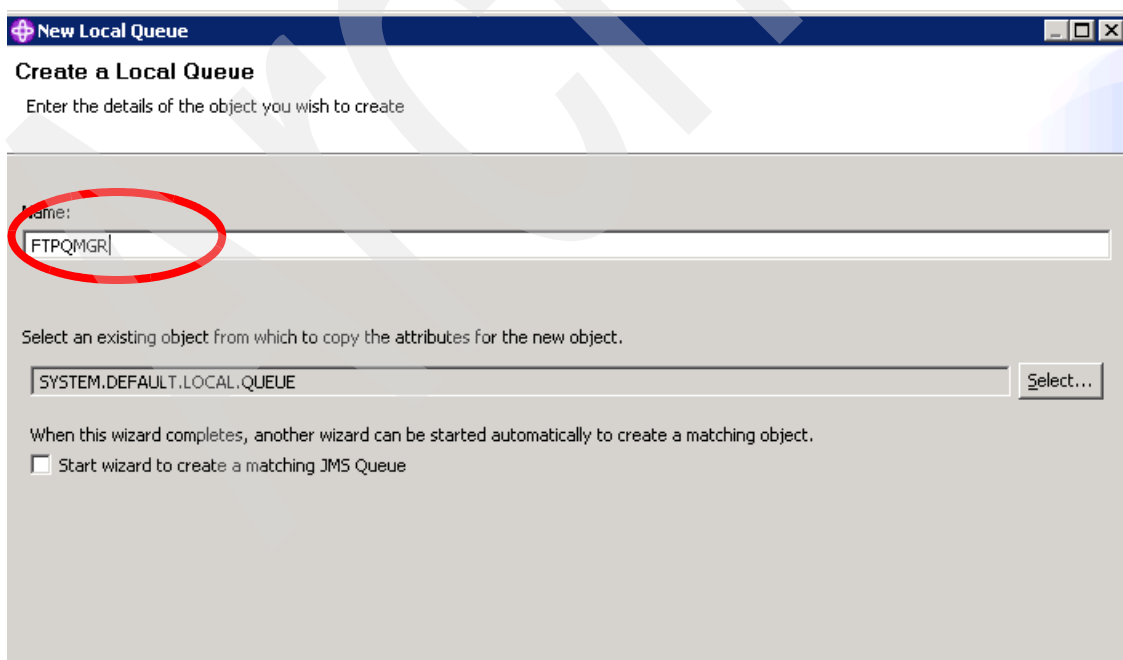 New Local Queue
Create a Local Queue
Enter the details of the object you wish to create
Name:
FTPQMGR
Select an existing object from which to copy the attributes for the new object.
SYSTEM.DEFAULT.LOCAL.QUEUE
Select...
When this wizard completes, another wizard can be started automatically to create a matching object.
Start wizard to create a matching JMS Queue